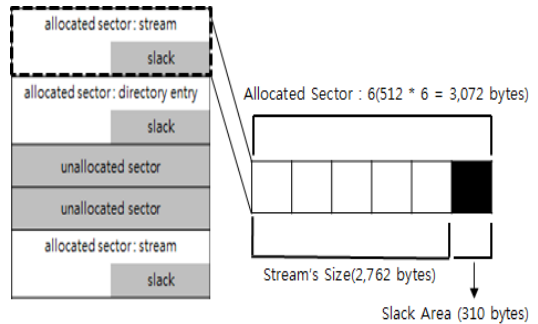 allocated sector: stream
slack
allocated sector: directory entry
slack
unallocated sector
unallocated sector
allocated sector: stream
slack
Allocated Sector : 6(512 * 6 = 3,072 bytes)
Stream's Size(2,762 bytes)
Slack Area (310 bytes)